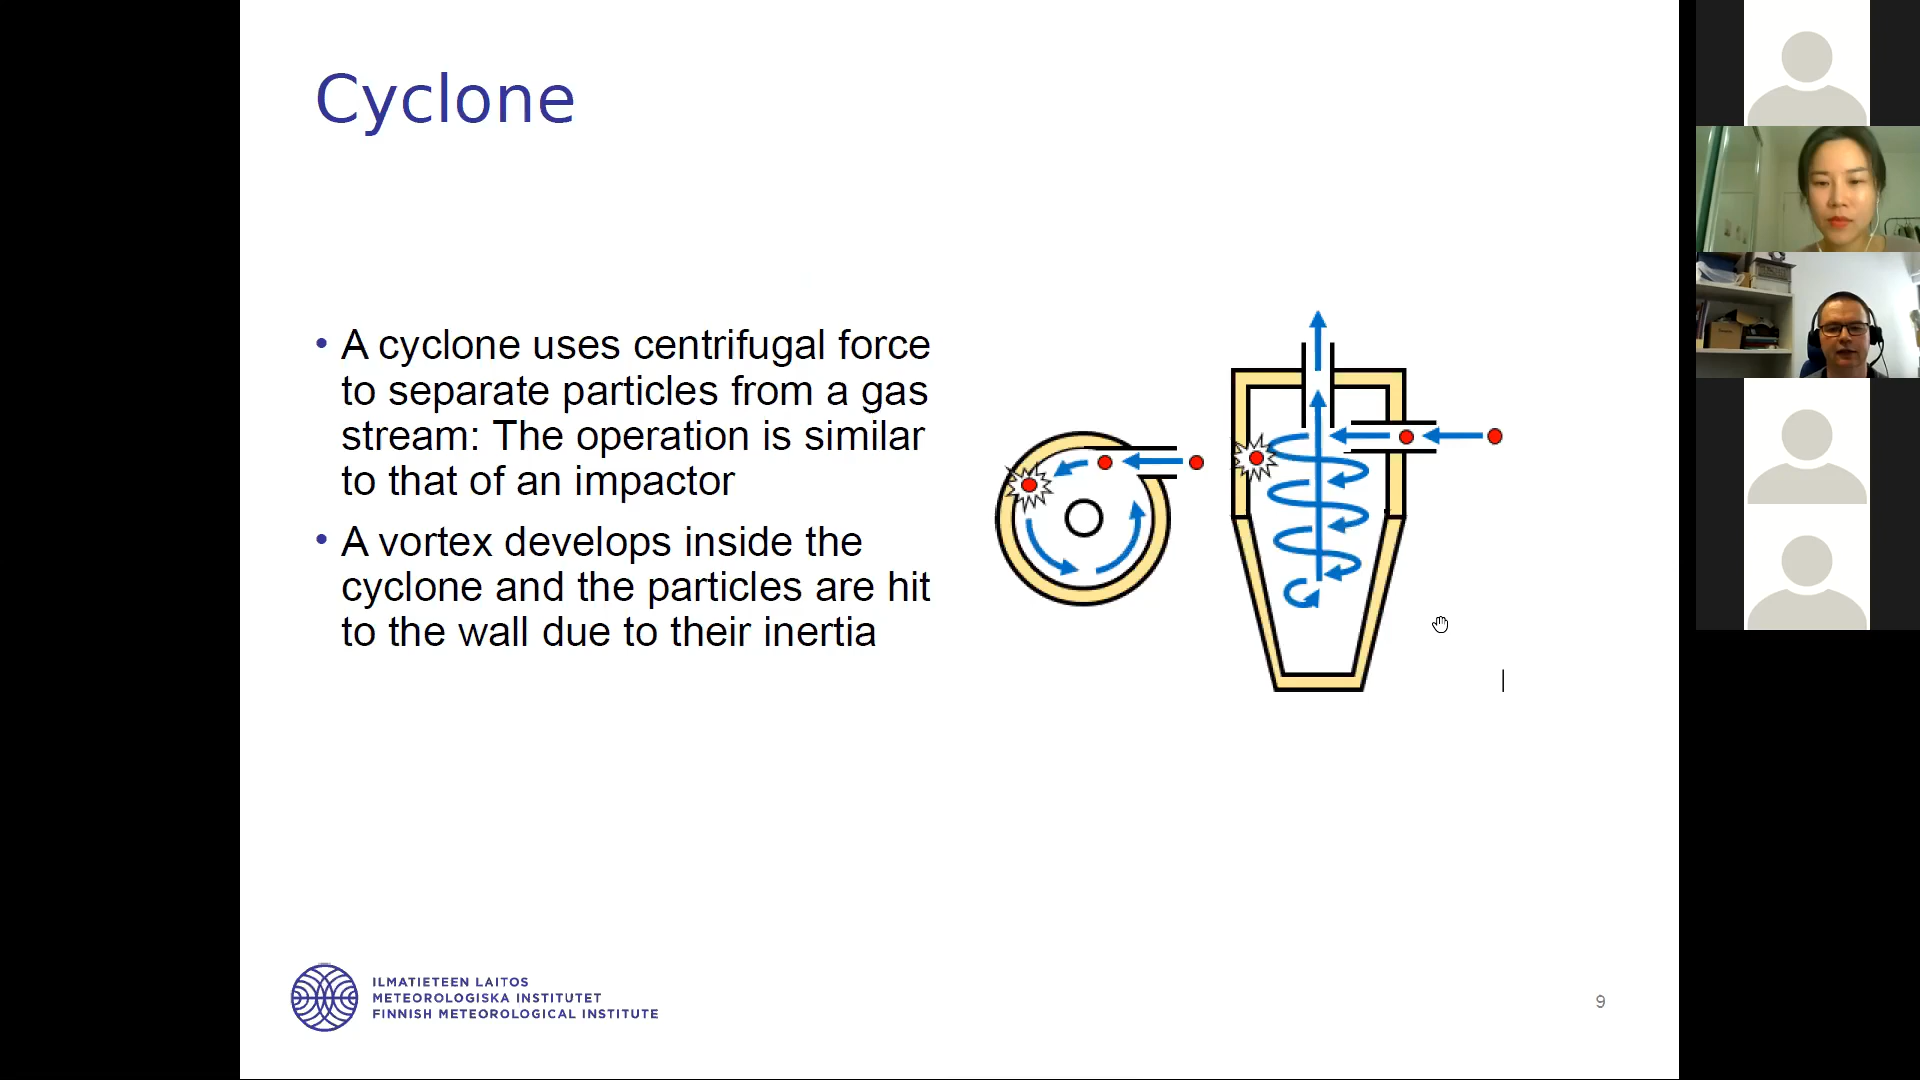 Cyclone
• A cyclone uses centrifugal force
to separate particles from a gas
stream: The operation is similar
to that of an impactor
• A vortex develops inside the
cyclone and the particles are hit
to the wall due to their inertia
ILMATIETEEN LAITOS
METEOROLOGISKA INSTITUTET
FINNISH METEOROLOGICAL INSTITUTE
9